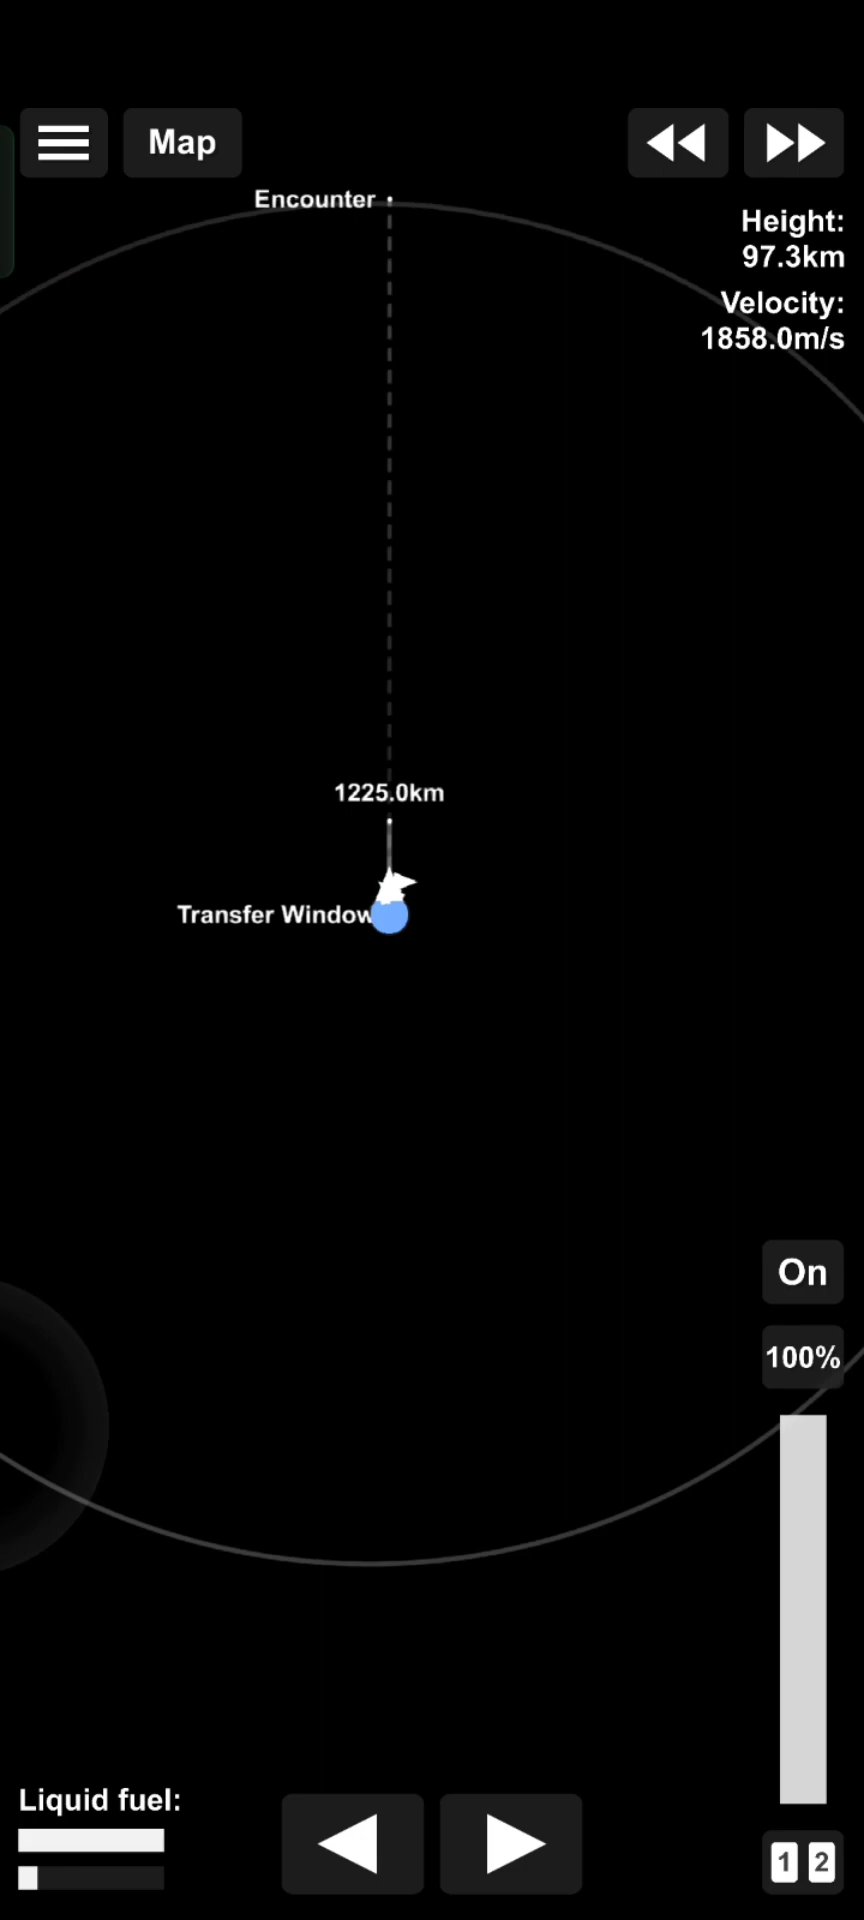 Map
Encounter
Height:
97.3km
Velocity:
1858.0m/s
1225.0km
Transfer Window
On
100%
Liquid fuel:
1 2